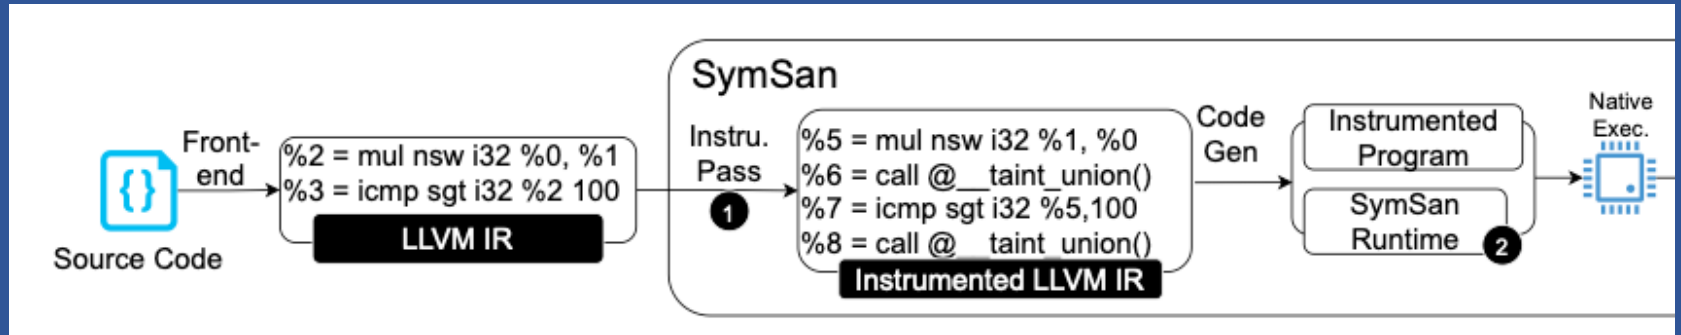 SymSan
Source Code
Front-
end
%2 = mul nsw i32 %0, %1
%3 = icmp sgt i32 %2 100
LLVM IR
Instru.
Pass
1
%5 = mul nsw i32 %1, %0
%6 = call @__taint_union()
%7 = icmp sgt i32 %5,100
%8 = call @__taint_union()
Instrumented LLVM IR
Code
Gen
Instrumented
Program
SymSan
Runtime
2
Native
Exec.